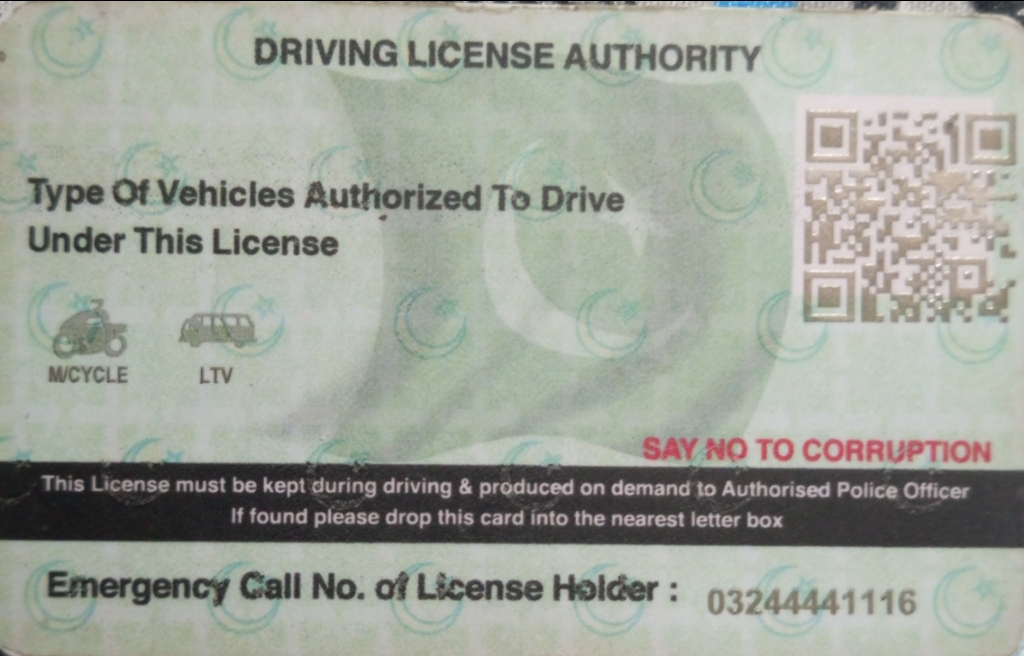 DRIVING LICENSE AUTHORITY
Type Of Vehicles Authorized To Drive
Under This License
M/CYCLE LTV
SAY NO TO CORRUPTION
This License must be kept during driving & produced on demand to Authorised Police Officer
If found please drop this card into the nearest letter box
Emergency Call No. of License Holder : 03244441116